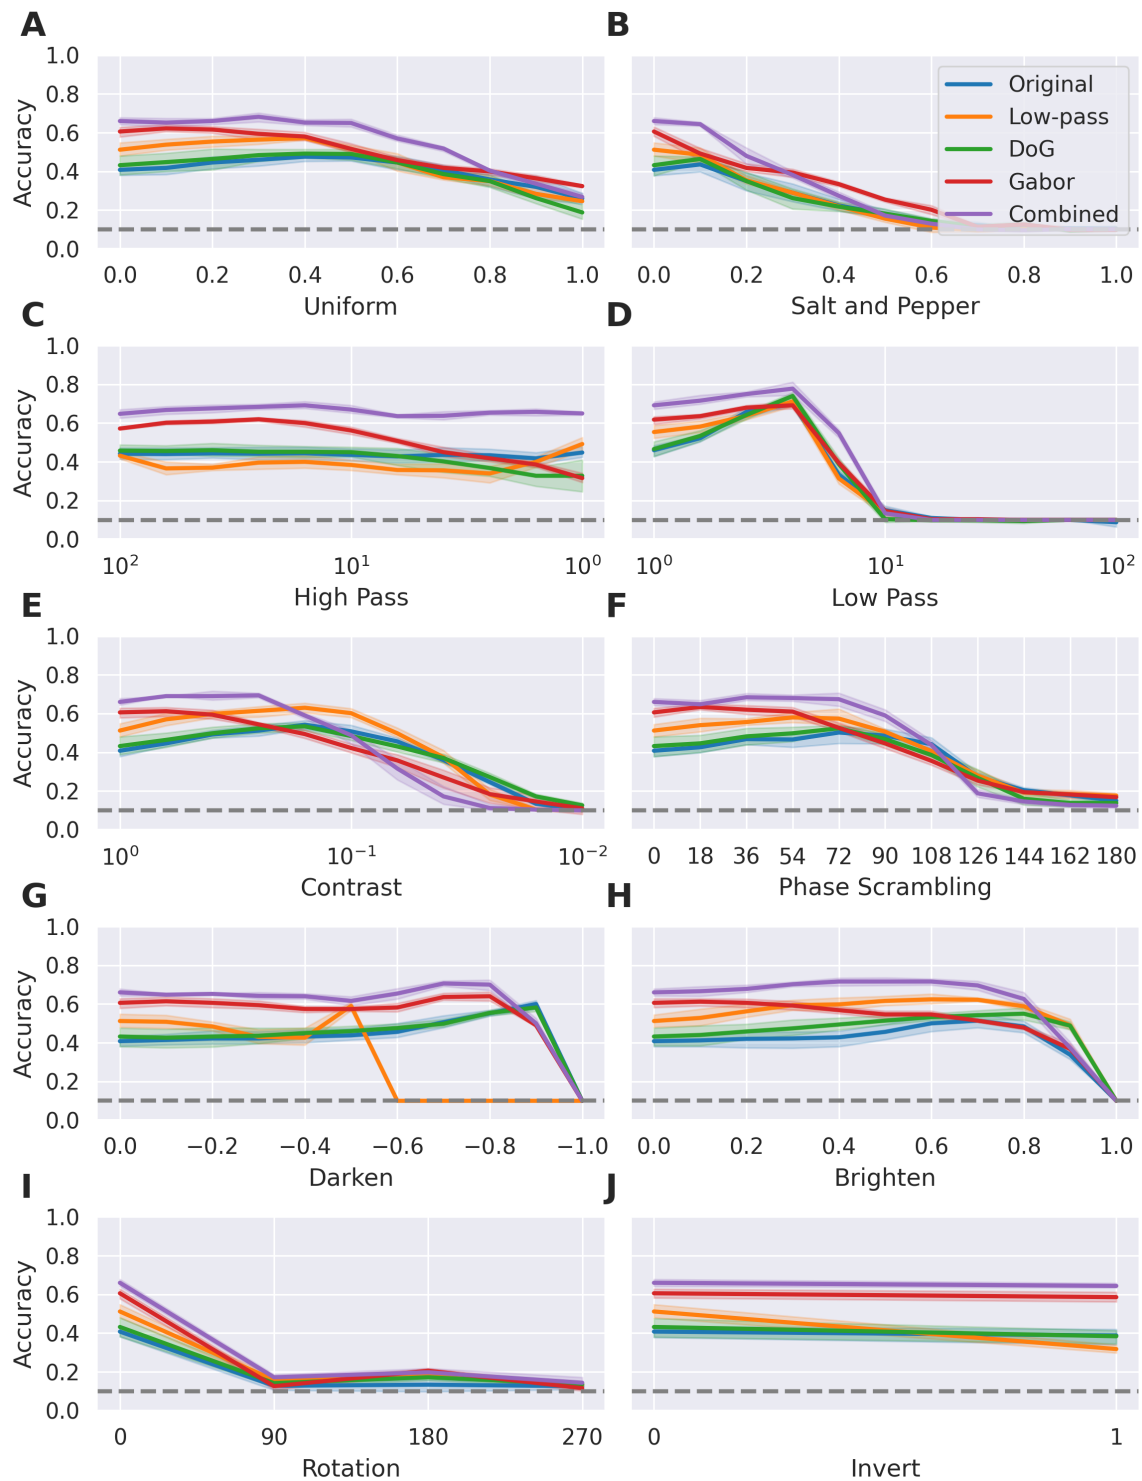 A
B
Accuracy
1.0
0.8
0.6
0.4
0.2
0.0
0.0 0.2 0.4 0.6 0.8 1.0
Uniform
Original
Low-pass
DoG
Gabor
Combined
0.0 0.2 0.4 0.6 0.8 1.0
Salt and Pepper
C
D
Accuracy
1.0
0.8
0.6
0.4
0.2
0.0
10² 10¹ 10⁰
High Pass
10⁰ 10¹ 10²
Low Pass
E
F
Accuracy
1.0
0.8
0.6
0.4
0.2
0.0
10⁰ 10⁻¹ 10⁻²
Contrast
0 18 36 54 72 90 108 126 144 162 180
Phase Scrambling
G
H
Accuracy
1.0
0.8
0.6
0.4
0.2
0.0
0.0 −0.2 −0.4 −0.6 −0.8 −1.0
Darken
0.0 0.2 0.4 0.6 0.8 1.0
Brighten
I
J
Accuracy
1.0
0.8
0.6
0.4
0.2
0.0
0 90 180 270
Rotation
0 1
Invert